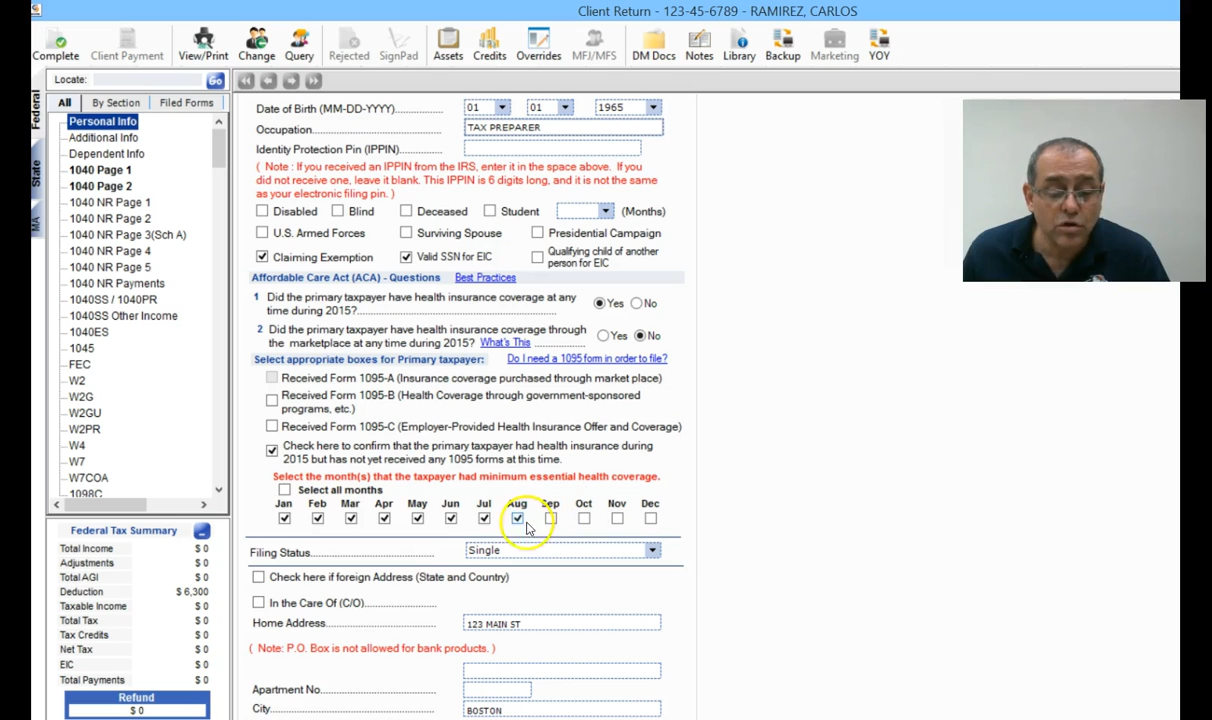 Client Return - 123-45-6789 - RAMIREZ, CARLOS
Complete Client Payment View/Print Change Query Rejected SignPad Assets Credits Overrides MFJ/MFS DM Docs Notes Library Backup Marketing YOY
Locate: Go
Federal
State
MA
All By Section Filed Forms
Personal Info
Additional Info
Dependent Info
1040 Page 1
1040 Page 2
1040 NR Page 1
1040 NR Page 2
1040 NR Page 3(Sch A)
1040 NR Page 4
1040 NR Page 5
1040 NR Payments
1040SS / 1040PR
1040SS Other Income
1040ES
1045
FEC
W2
W2G
W2GU
W2PR
W4
W7
W7COA
1098C
Federal Tax Summary
Total Income $ 0
Adjustments $ 0
Total AGI $ 0
Deduction $ 6,300
Taxable Income $ 0
Total Tax $ 0
Tax Credits $ 0
Net Tax $ 0
EIC $ 0
Total Payments $ 0
Refund
$ 0
Date of Birth (MM-DD-YYYY) 01 01 1965
Occupation TAX PREPARER
Identity Protection Pin (IPPIN)
( Note : If you received an IPPIN from the IRS, enter it in the space above. If you
did not receive one, leave it blank. This IPPIN is 6 digits long, and it is not the same
as your electronic filing pin. )
Disabled Blind Deceased Student (Months)
U.S. Armed Forces Surviving Spouse Presidential Campaign
Claiming Exemption Valid SSN for EIC Qualifying child of another
person for EIC
Affordable Care Act (ACA) - Questions Best Practices
1 Did the primary taxpayer have health insurance coverage at any
time during 2015? Yes No
2 Did the primary taxpayer have health insurance coverage through
the marketplace at any time during 2015? What's This Yes No
Select appropriate boxes for Primary taxpayer: Do I need a 1095 form in order to file?
Received Form 1095-A (Insurance coverage purchased through market place)
Received Form 1095-B (Health Coverage through government-sponsored
programs, etc.)
Received Form 1095-C (Employer-Provided Health Insurance Offer and Coverage)
Check here to confirm that the primary taxpayer had health insurance during
2015 but has not yet received any 1095 forms at this time.
Select the month(s) that the taxpayer had minimum essential health coverage.
Select all months
Jan Feb Mar Apr May Jun Jul Aug Sep Oct Nov Dec
Filing Status Single
Check here if foreign Address (State and Country)
In the Care Of (C/O)
Home Address 123 MAIN ST
( Note: P.O. Box is not allowed for bank products. )
Apartment No.
City BOSTON